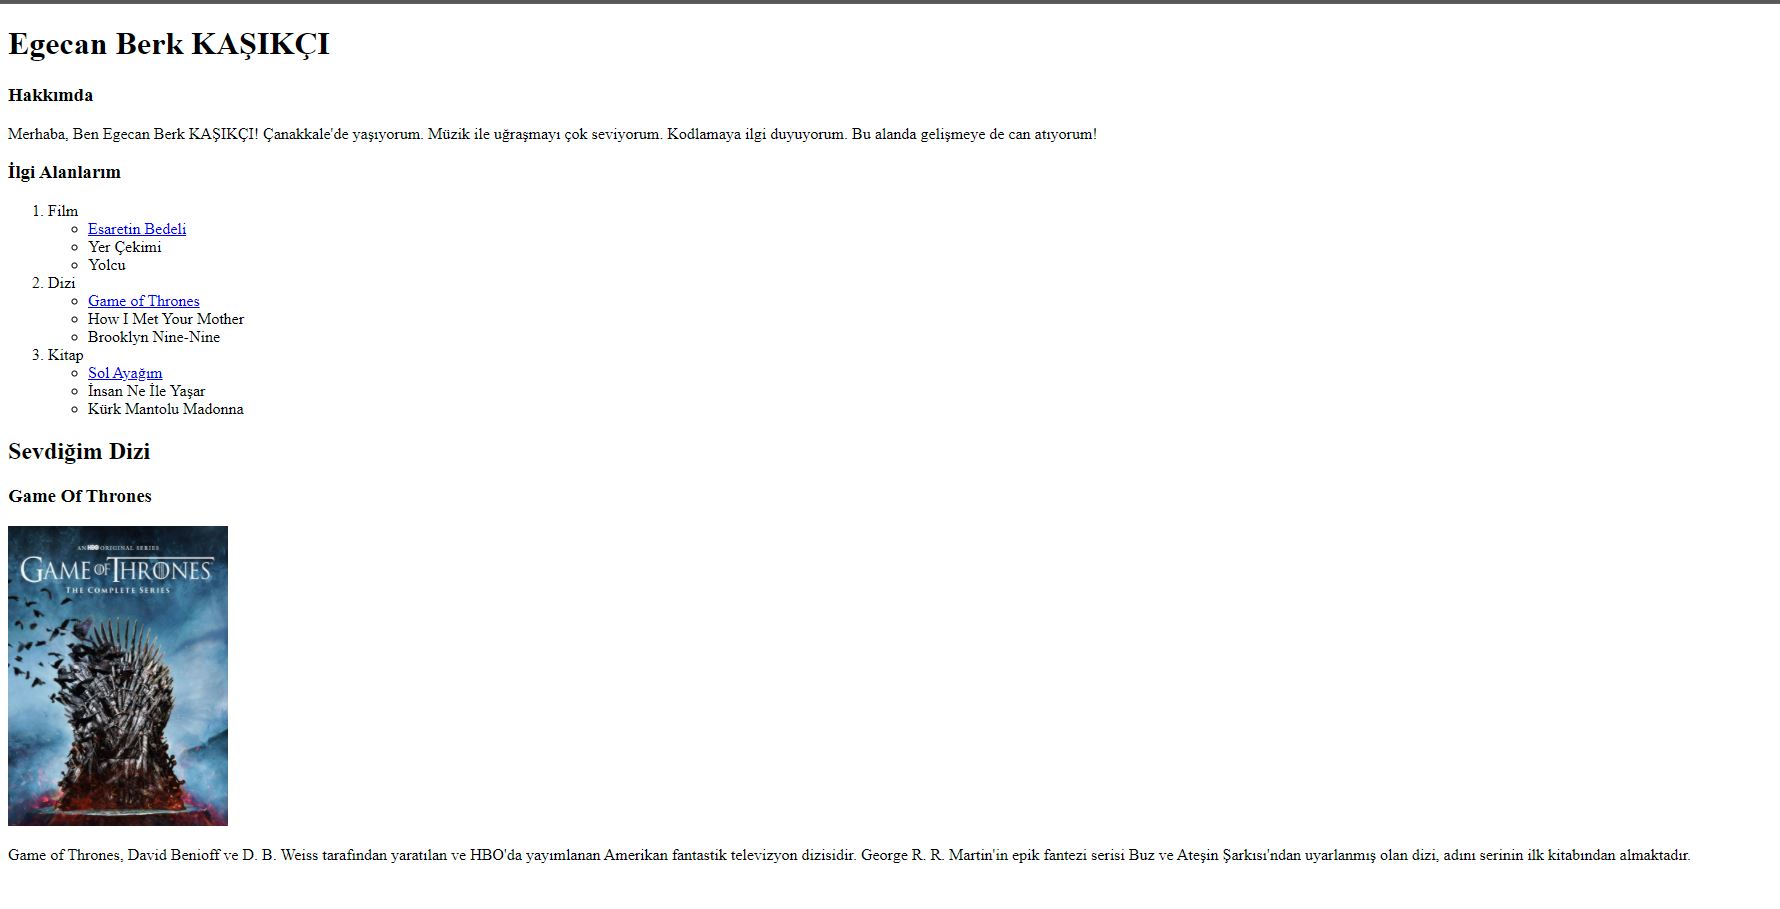 Egecan Berk KAŞIKÇI
Hakkımda
Merhaba, Ben Egecan Berk KAŞIKÇI! Çanakkale'de yaşıyorum. Müzik ile uğraşmayı çok seviyorum. Kodlamaya ilgi duyuyorum. Bu alanda gelişmeye de can atıyorum!
İlgi Alanlarım
1. Film
Esaretin Bedeli
Yer Çekimi
Yolcu
2. Dizi
Game of Thrones
How I Met Your Mother
Brooklyn Nine-Nine
3. Kitap
Sol Ayağım
İnsan Ne İle Yaşar
Kürk Mantolu Madonna
Sevdiğim Dizi
Game Of Thrones
AN HBO ORIGINAL SERIES
GAME OF THRONES
THE COMPLETE SERIES
Game of Thrones, David Benioff ve D. B. Weiss tarafından yaratılan ve HBO'da yayımlanan Amerikan fantastik televizyon dizisidir. George R. R. Martin'in epik fantezi serisi Buz ve Ateşin Şarkısı'ndan uyarlanmış olan dizi, adını serinin ilk kitabından almaktadır.